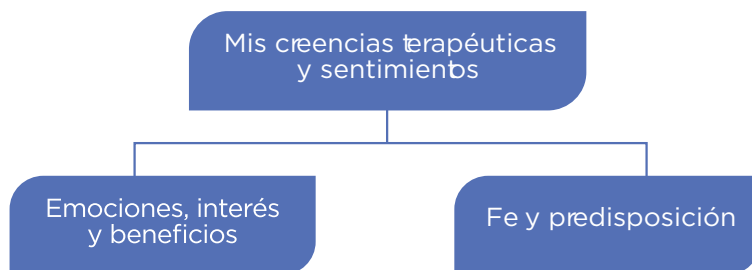 Mis creencias terapéuticas
y sentimientos
Emociones, interés
y beneficios
Fe y predisposición